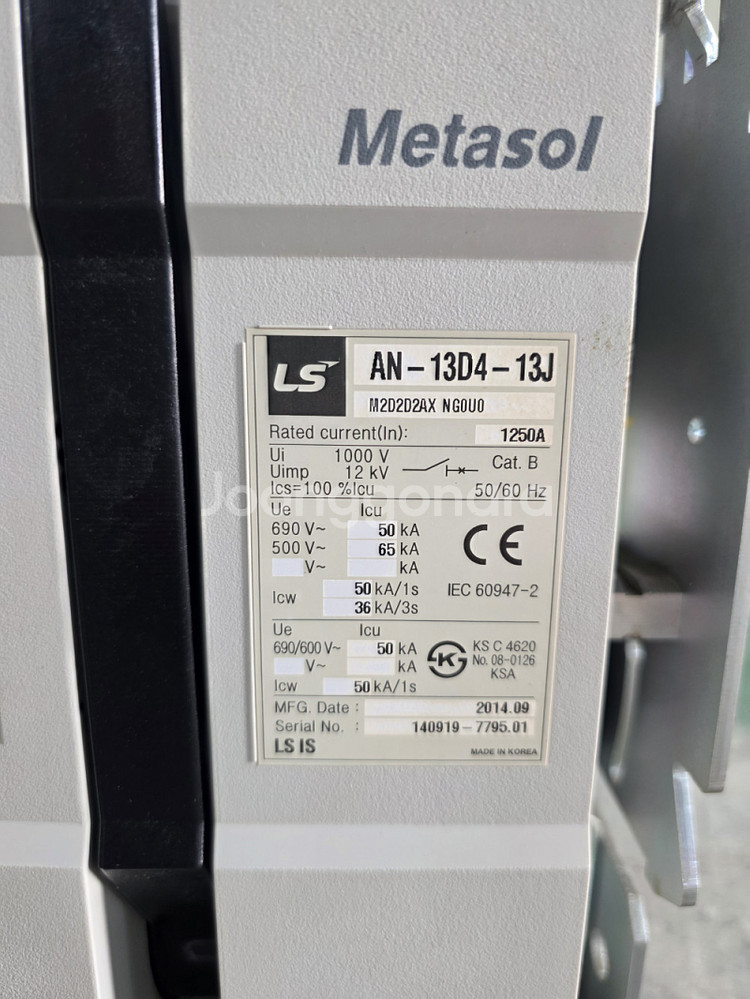 Metasol
LS AN-13D4-13J
M2D2D2AX NG0U0
Rated current(In): 1250A
Ui 1000 V
Uimp 12 kV Cat. B
Ics=100 %Icu 50/60 Hz
Joonggonara
Ue Icu
690 V~ 50 kA
500 V~ 65 kA
V~ kA
CE
Icw 50 kA/1s IEC 60947-2
36 kA/3s
Ue Icu
690/600 V~ 50 kA KS C 4620
V~ kA No. 08-0126
KSA
Icw 50 kA/1s
MFG. Date : 2014.09
Serial No. : 140919-7795.01
LS IS MADE IN KOREA